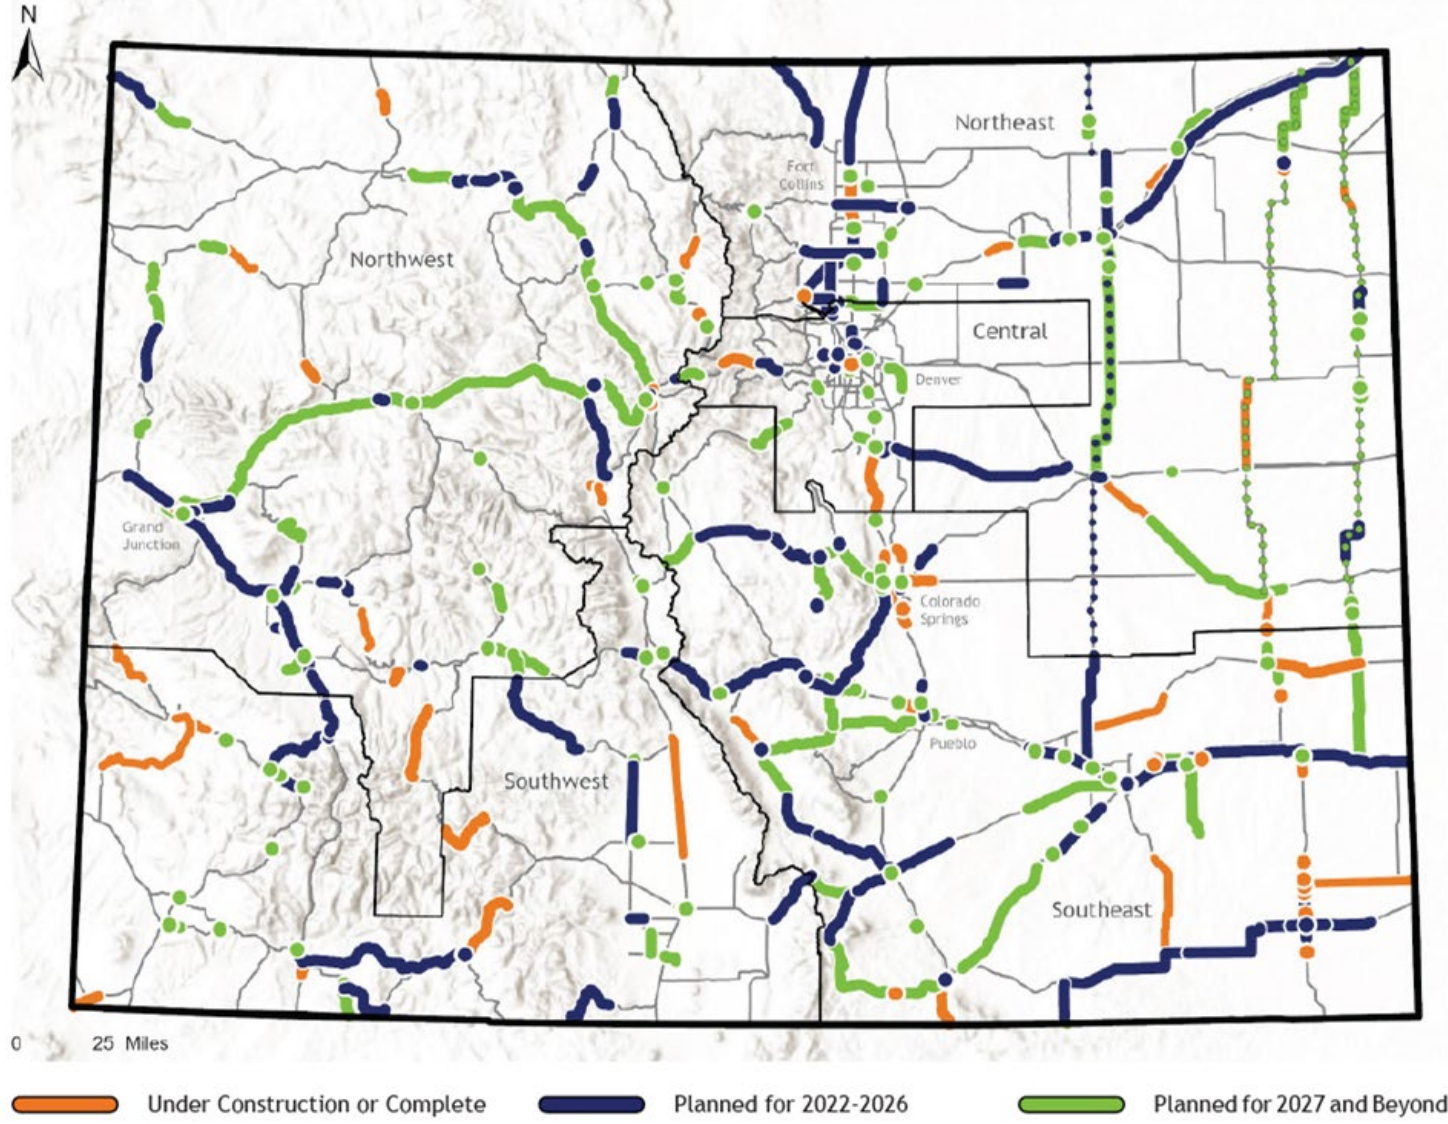 N
Northeast
Fort
Collins
Northwest
Central
Denver
Grand
Junction
Colorado
Springs
Pueblo
Southwest
Southeast
0 25 Miles
Under Construction or Complete
Planned for 2022-2026
Planned for 2027 and Beyond